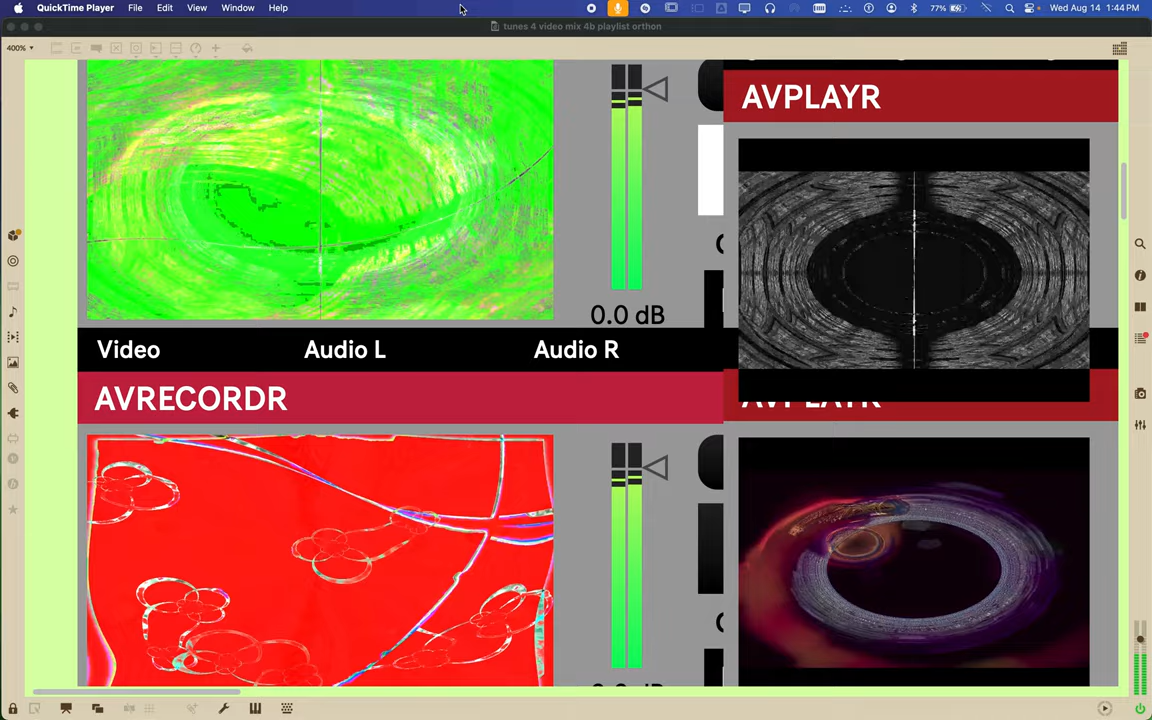 QuickTime Player File Edit View Window Help 77% Wed Aug 14 1:44 PM
tunes 4 video mix 4b playlist orthon
400%
AVPLAYR
0.0 dB
Video Audio L Audio R
AVRECORDR